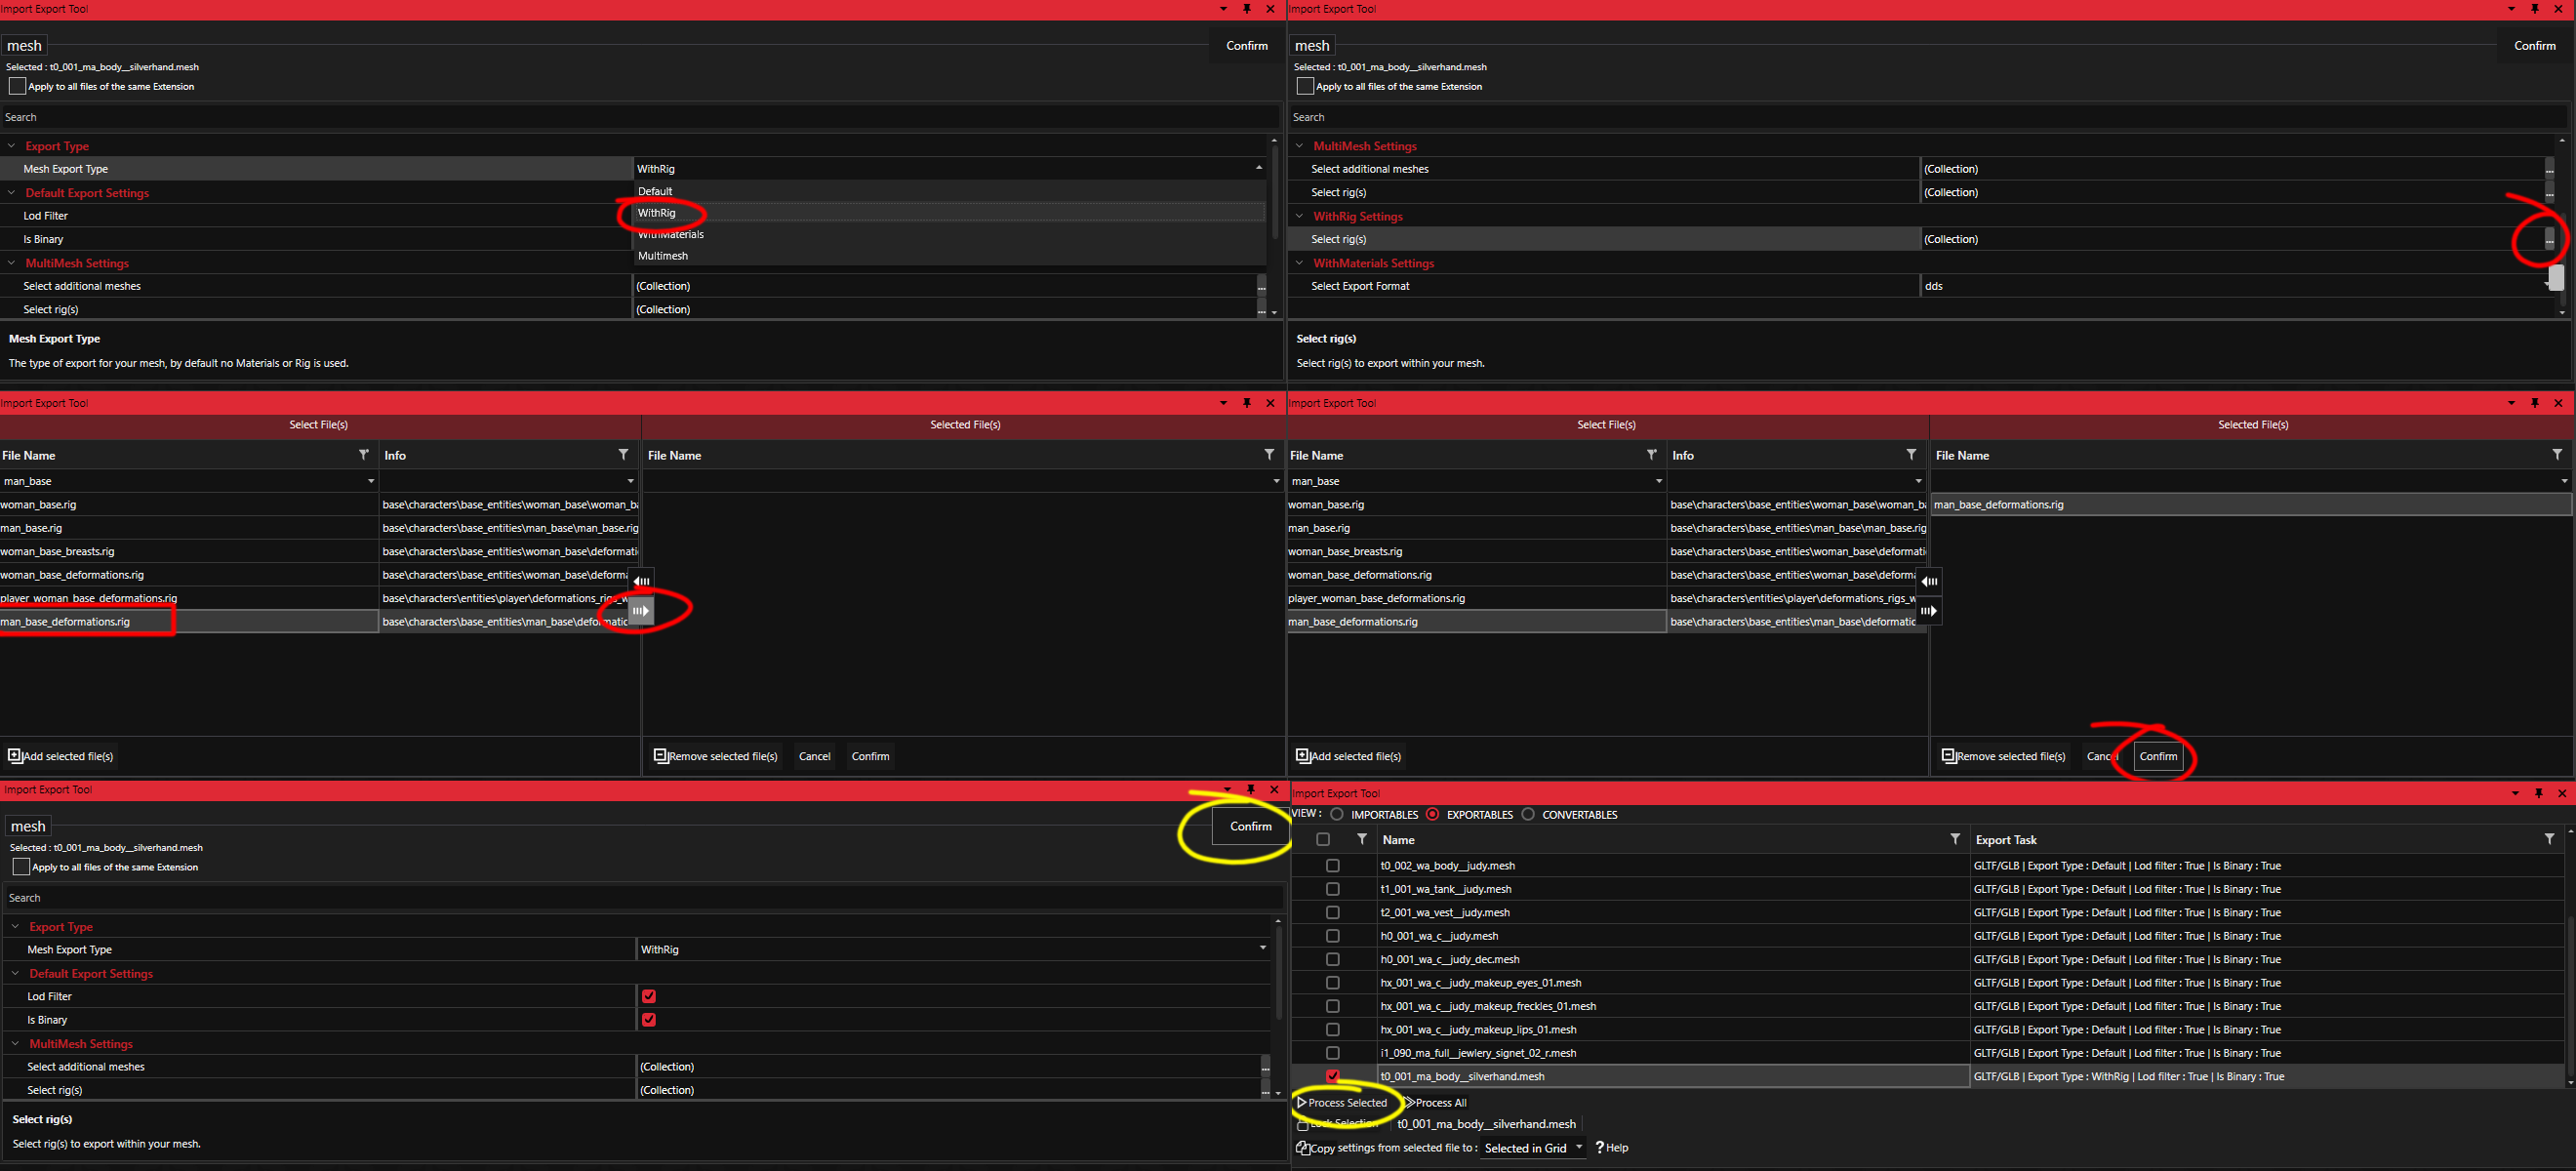 Import Export Tool
mesh
Confirm
Selected : t0_001_ma_body__silverhand.mesh
Apply to all files of the same Extension
Search
Export Type
Mesh Export Type WithRig
Default
Default Export Settings
WithRig
Lod Filter
WithMaterials
Is Binary
Multimesh
MultiMesh Settings
Select additional meshes (Collection) ...
Select rig(s) (Collection) ...
Mesh Export Type
The type of export for your mesh, by default no Materials or Rig is used.
Import Export Tool
mesh
Confirm
Selected : t0_001_ma_body__silverhand.mesh
Apply to all files of the same Extension
Search
MultiMesh Settings
Select additional meshes (Collection) ...
Select rig(s) (Collection) ...
WithRig Settings
Select rig(s) (Collection) ...
WithMaterials Settings
Select Export Format dds
Select rig(s)
Select rig(s) to export within your mesh.
Import Export Tool
Select File(s) Selected File(s)
File Name Info File Name
man_base
woman_base.rig base\characters\base_entities\woman_base\woman_ba
man_base.rig base\characters\base_entities\man_base\man_base.rig
woman_base_breasts.rig base\characters\base_entities\woman_base\deformati
woman_base_deformations.rig base\characters\base_entities\woman_base\deforma
player_woman_base_deformations.rig base\characters\entities\player\deformations_rigs_w
man_base_deformations.rig base\characters\base_entities\man_base\deformatic
Add selected file(s) Remove selected file(s) Cancel Confirm
Import Export Tool
Select File(s) Selected File(s)
File Name Info File Name
man_base
woman_base.rig base\characters\base_entities\woman_base\woman_ba man_base_deformations.rig
man_base.rig base\characters\base_entities\man_base\man_base.rig
woman_base_breasts.rig base\characters\base_entities\woman_base\deformati
woman_base_deformations.rig base\characters\base_entities\woman_base\deforma
player_woman_base_deformations.rig base\characters\entities\player\deformations_rigs_w
man_base_deformations.rig base\characters\base_entities\man_base\deformatic
Add selected file(s) Remove selected file(s) Cancel Confirm
Import Export Tool
mesh
Confirm
Selected : t0_001_ma_body__silverhand.mesh
Apply to all files of the same Extension
Search
Export Type
Mesh Export Type WithRig
Default Export Settings
Lod Filter
Is Binary
MultiMesh Settings
Select additional meshes (Collection) ...
Select rig(s) (Collection) ...
Select rig(s)
Select rig(s) to export within your mesh.
Import Export Tool
VIEW : IMPORTABLES EXPORTABLES CONVERTABLES
Name Export Task
t0_002_wa_body__judy.mesh GLTF/GLB | Export Type : Default | Lod filter : True | Is Binary : True
t1_001_wa_tank__judy.mesh GLTF/GLB | Export Type : Default | Lod filter : True | Is Binary : True
t2_001_wa_vest__judy.mesh GLTF/GLB | Export Type : Default | Lod filter : True | Is Binary : True
h0_001_wa_c__judy.mesh GLTF/GLB | Export Type : Default | Lod filter : True | Is Binary : True
h0_001_wa_c__judy_dec.mesh GLTF/GLB | Export Type : Default | Lod filter : True | Is Binary : True
hx_001_wa_c__judy_makeup_eyes_01.mesh GLTF/GLB | Export Type : Default | Lod filter : True | Is Binary : True
hx_001_wa_c__judy_makeup_freckles_01.mesh GLTF/GLB | Export Type : Default | Lod filter : True | Is Binary : True
hx_001_wa_c__judy_makeup_lips_01.mesh GLTF/GLB | Export Type : Default | Lod filter : True | Is Binary : True
i1_090_ma_full__jewlery_signet_02_r.mesh GLTF/GLB | Export Type : Default | Lod filter : True | Is Binary : True
t0_001_ma_body__silverhand.mesh GLTF/GLB | Export Type : WithRig | Lod filter : True | Is Binary : True
Process Selected Process All
Lock Selection t0_001_ma_body__silverhand.mesh
Copy settings from selected file to : Selected in Grid ? Help